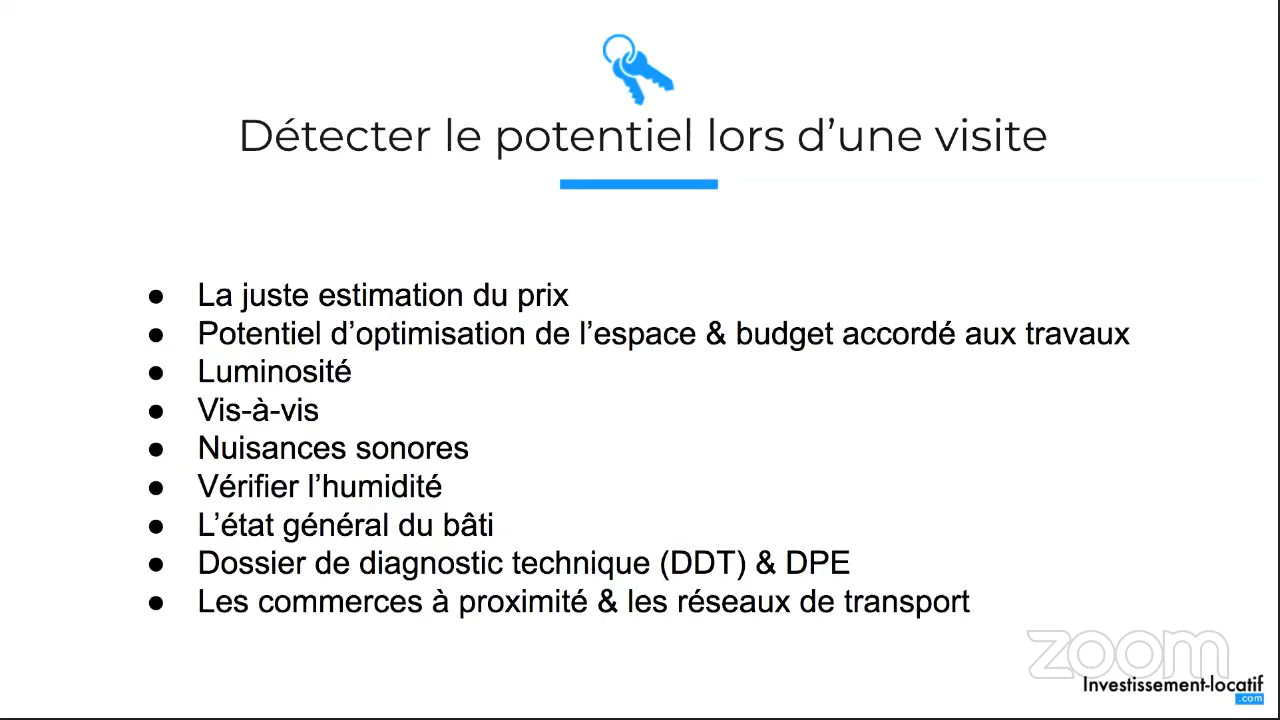 Détecter le potentiel lors d’une visite
● La juste estimation du prix
● Potentiel d’optimisation de l’espace & budget accordé aux travaux
● Luminosité
● Vis-à-vis
● Nuisances sonores
● Vérifier l’humidité
● L’état général du bâti
● Dossier de diagnostic technique (DDT) & DPE
● Les commerces à proximité & les réseaux de transport
zoom
Investissement-locatif
.com